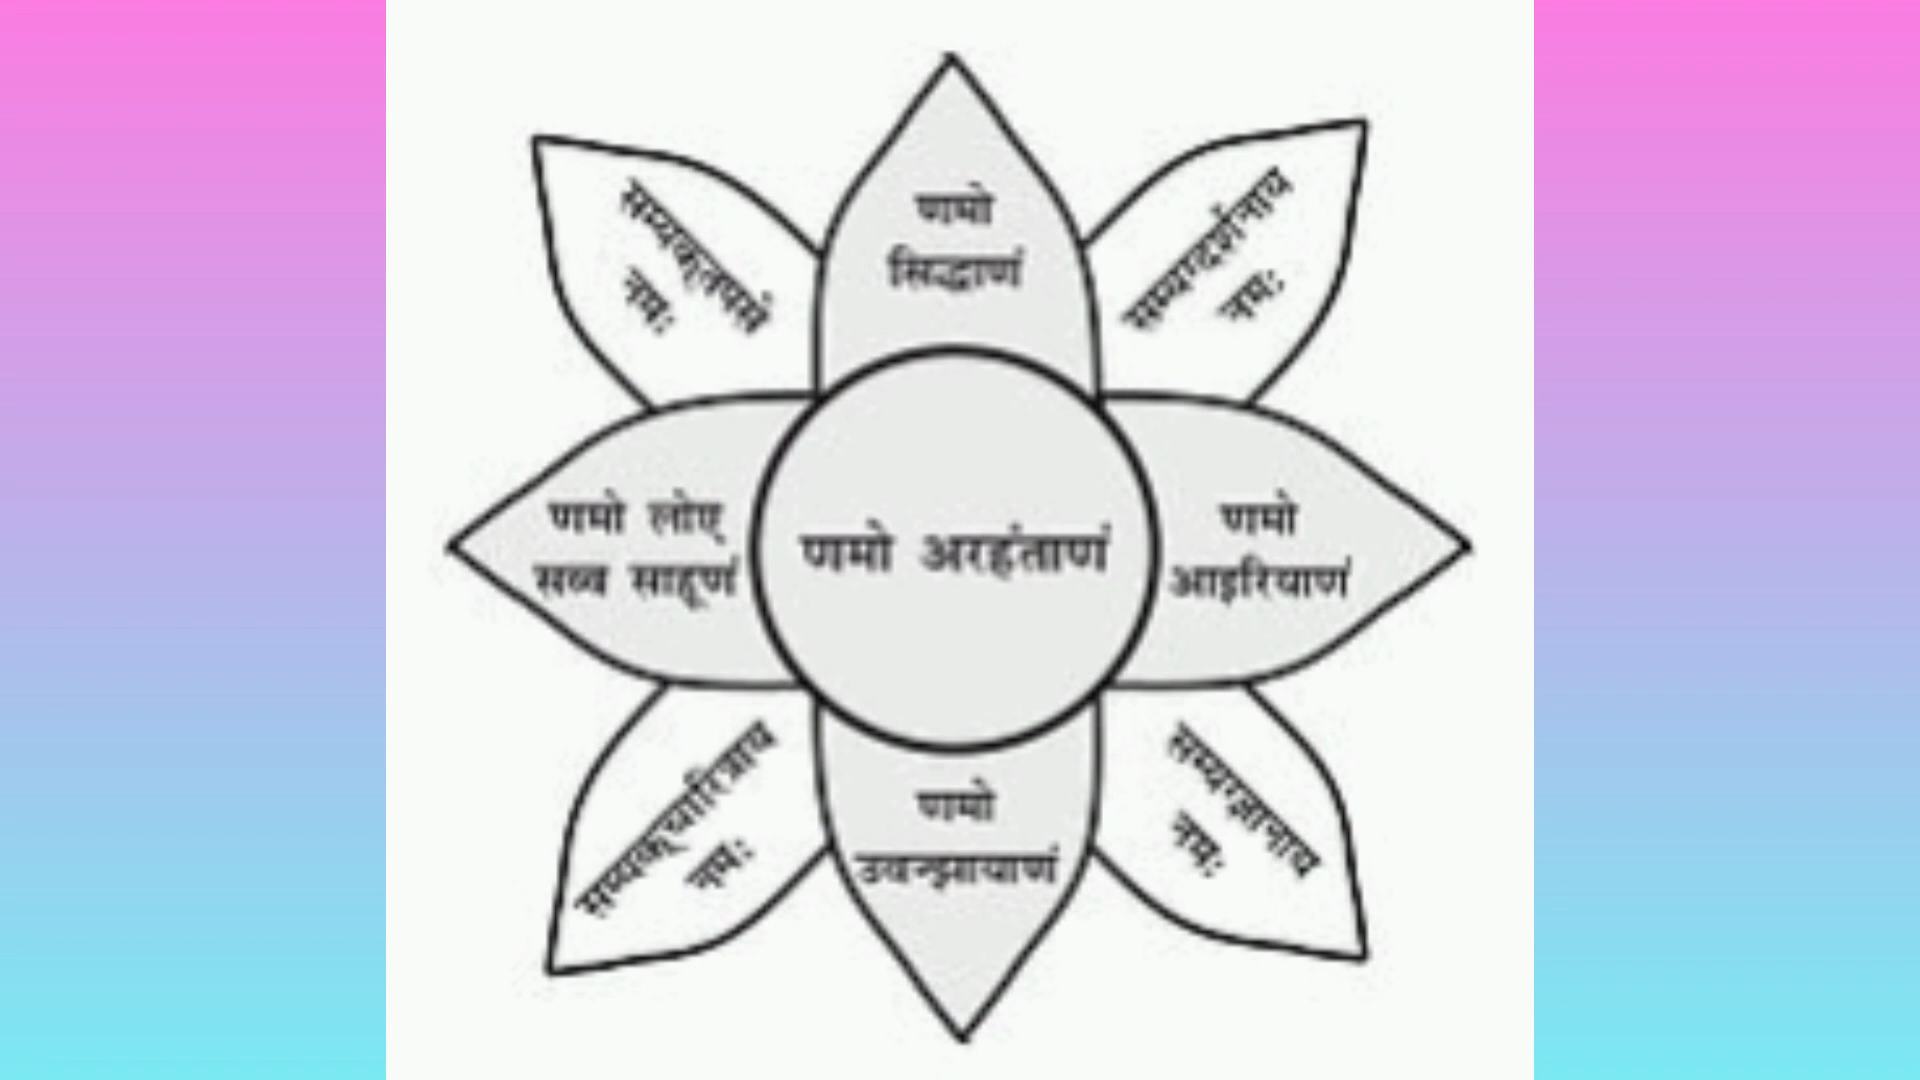 णमो
सिद्धाणं
सम्यक्तपसे
नमः
सम्यग्दर्शनाय
नमः
णमो लोए
सव्व साहूणं
णमो अरहंताणं
णमो
आइरियाणं
सम्यक्चारित्राय
नमः
णमो
उवज्झायाणं
सम्यग्ज्ञानाय
नमः